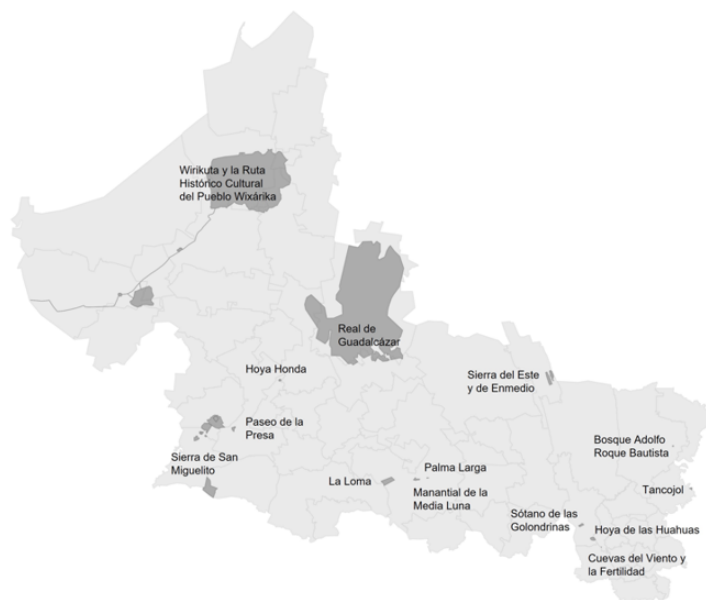 Wirikuta y la Ruta
Histórico Cultural
del Pueblo Wixárika
Real de
Guadalcázar
Hoya Honda
Sierra del Este
y de Enmedio
Paseo de la
Presa
Bosque Adolfo
Roque Bautista
Sierra de San
Miguelito
La Loma
Palma Larga
Manantial de la
Media Luna
Tancojol
Sótano de las
Golondrinas
Hoya de las Huahuas
Cuevas del Viento y
la Fertilidad